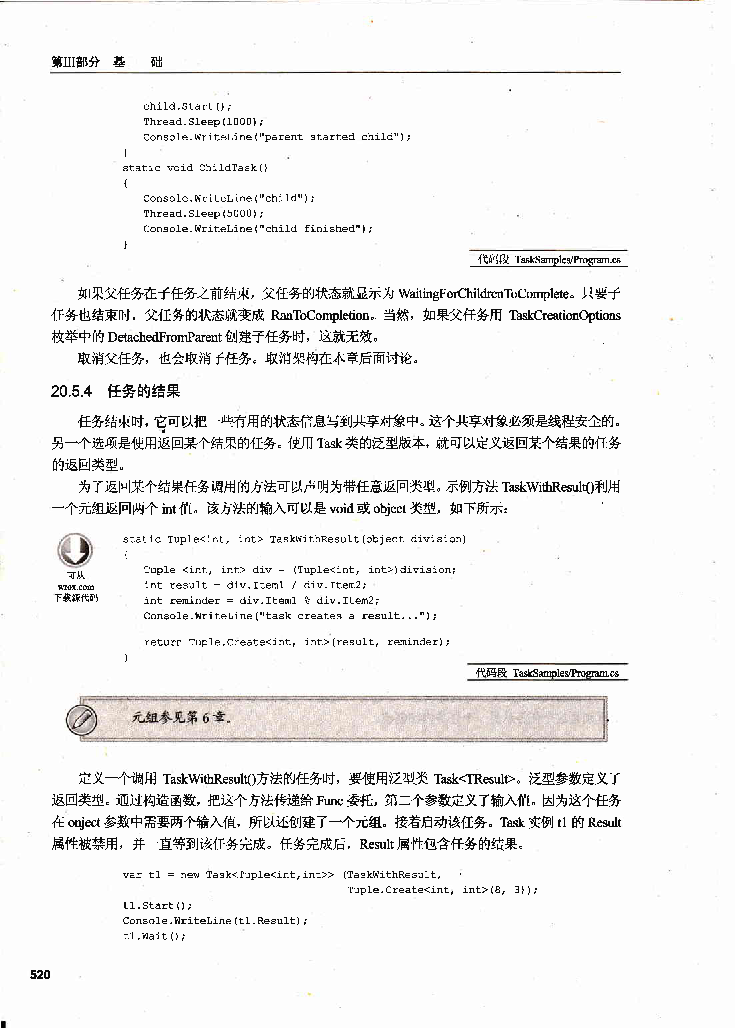 第III部分 基 础
child.Start();
Thread.Sleep(1000);
Console.WriteLine("parent started child");
}
static void ChildTask()
{
Console.WriteLine("child");
Thread.Sleep(5000);
Console.WriteLine("child finished");
}
代码段 TaskSamples/Program.cs
如果父任务在子任务之前结束，父任务的状态就显示为 WaitingForChildrenToComplete。只要子
任务也结束时，父任务的状态就变成 RanToCompletion。当然，如果父任务用 TaskCreationOptions
枚举中的 DetachedFromParent 创建子任务时，这就无效。
取消父任务，也会取消子任务。取消架构在本章后面讨论。
20.5.4 任务的结果
任务结束时，它可以把一些有用的状态信息写到共享对象中。这个共享对象必须是线程安全的。
另一个选项是使用返回某个结果的任务。使用 Task 类的泛型版本，就可以定义返回某个结果的任务
的返回类型。
为了返回某个结果任务调用的方法可以声明为带任意返回类型。示例方法 TaskWithResult()利用
一个元组返回两个 int 值。该方法的输入可以是 void 或 object 类型，如下所示：
可从
wrox.com
下载源代码
static Tuple<int, int> TaskWithResult(object division)
{
Tuple <int, int> div = (Tuple<int, int>)division;
int result = div.Item1 / div.Item2;
int reminder = div.Item1 % div.Item2;
Console.WriteLine("task creates a result...");
return Tuple.Create<int, int>(result, reminder);
}
代码段 TaskSamples/Program.cs
元组参见第 6 章。
定义一个调用 TaskWithResult()方法的任务时，要使用泛型类 Task<TResult>。泛型参数定义了
返回类型。通过构造函数，把这个方法传递给 Func 委托，第二个参数定义了输入值。因为这个任务
在 onject 参数中需要两个输入值，所以还创建了一个元组。接着启动该任务。Task 实例 t1 的 Result
属性被禁用，并一直等到该任务完成。任务完成后，Result 属性包含任务的结果。
var t1 = new Task<Tuple<int,int>> (TaskWithResult,
Tuple.Create<int, int>(8, 3));
t1.Start();
Console.WriteLine(t1.Result);
t1.Wait();
520